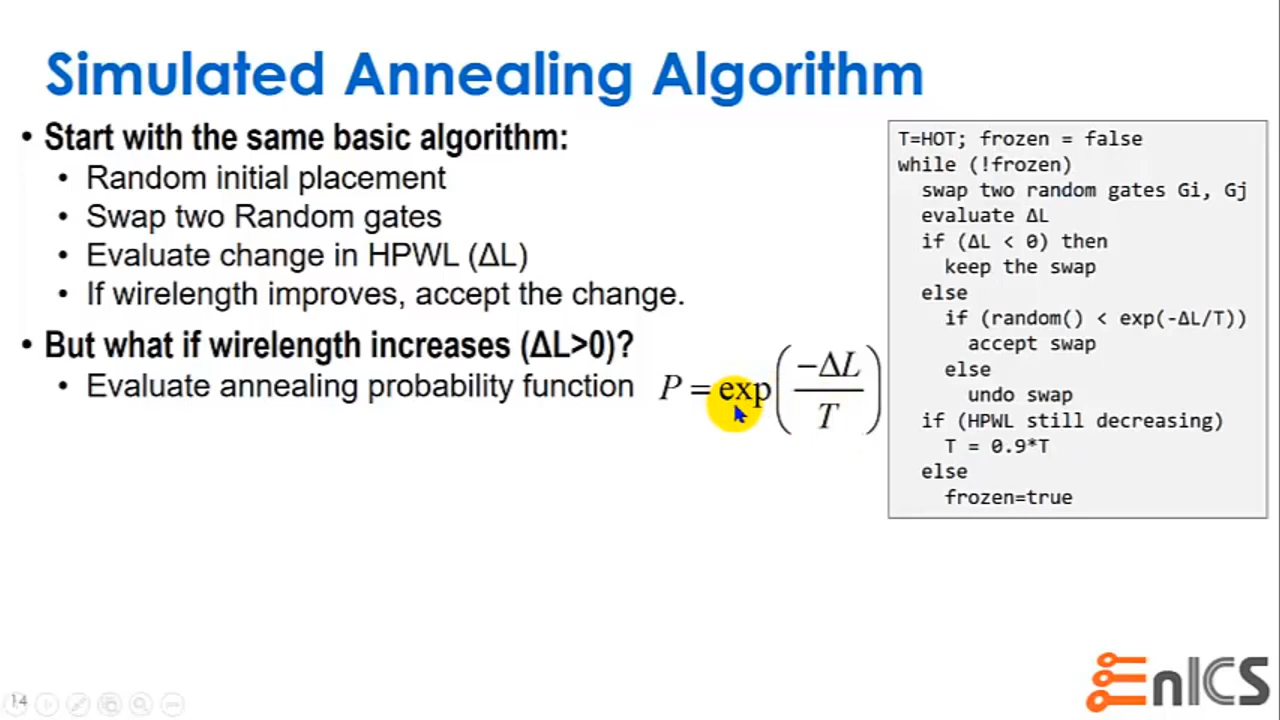 Simulated Annealing Algorithm
• Start with the same basic algorithm:
• Random initial placement
• Swap two Random gates
• Evaluate change in HPWL (ΔL)
• If wirelength improves, accept the change.
• But what if wirelength increases (ΔL>0)?
• Evaluate annealing probability function P = exp(−ΔL/T)
T=HOT; frozen = false
while (!frozen)
swap two random gates Gi, Gj
evaluate ΔL
if (ΔL < 0) then
keep the swap
else
if (random() < exp(-ΔL/T))
accept swap
else
undo swap
if (HPWL still decreasing)
T = 0.9*T
else
frozen=true
14
EnICS